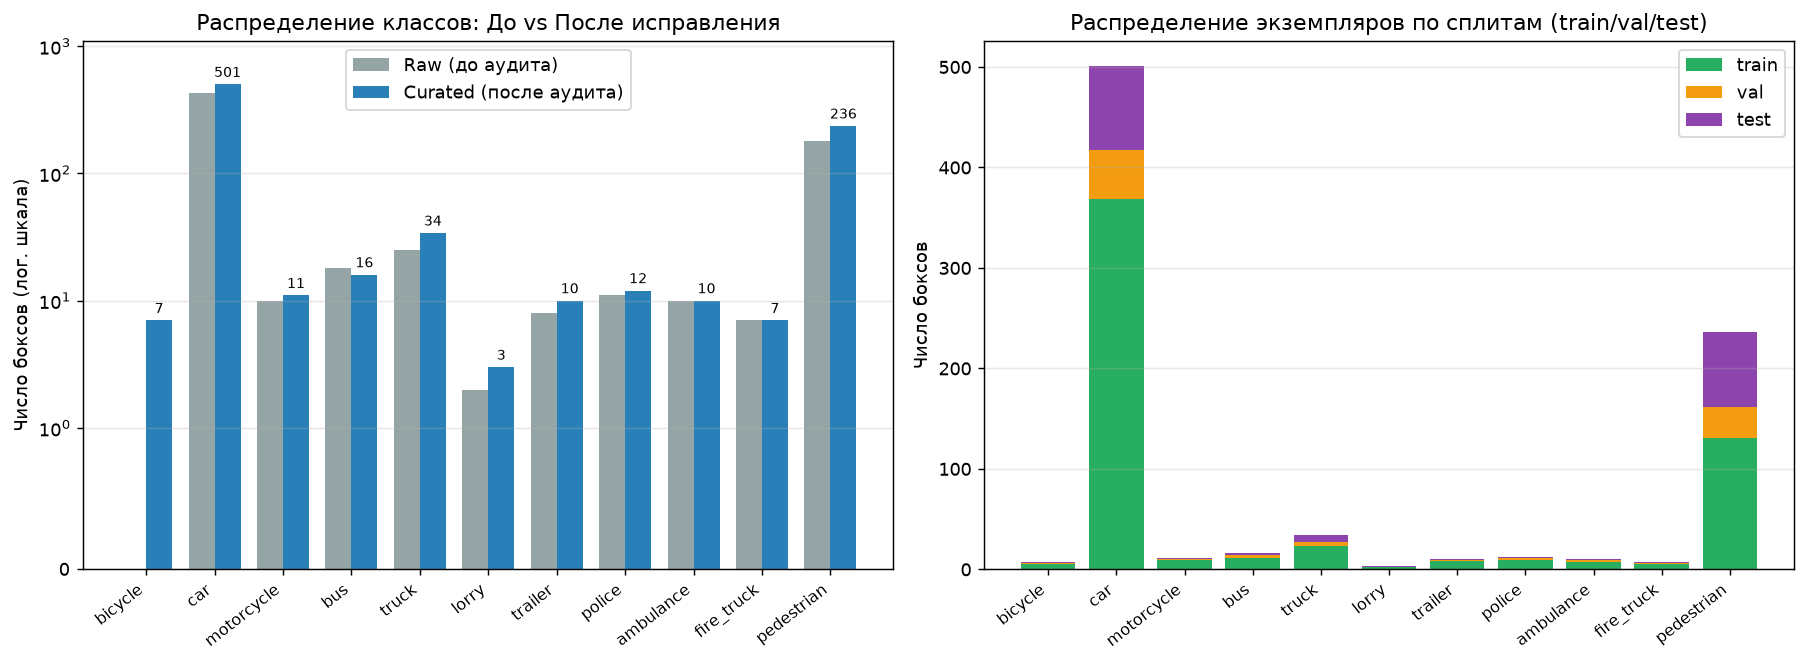 Распределение классов: До vs После исправления
Число боксов (лог. шкала)
10³
10²
10¹
10⁰
0
Raw (до аудита)
Curated (после аудита)
7
501
11
16
34
3
10
12
10
7
236
bicycle
car
motorcycle
bus
truck
lorry
trailer
police
ambulance
fire_truck
pedestrian
Распределение экземпляров по сплитам (train/val/test)
Число боксов
500
400
300
200
100
0
train
val
test
bicycle
car
motorcycle
bus
truck
lorry
trailer
police
ambulance
fire_truck
pedestrian